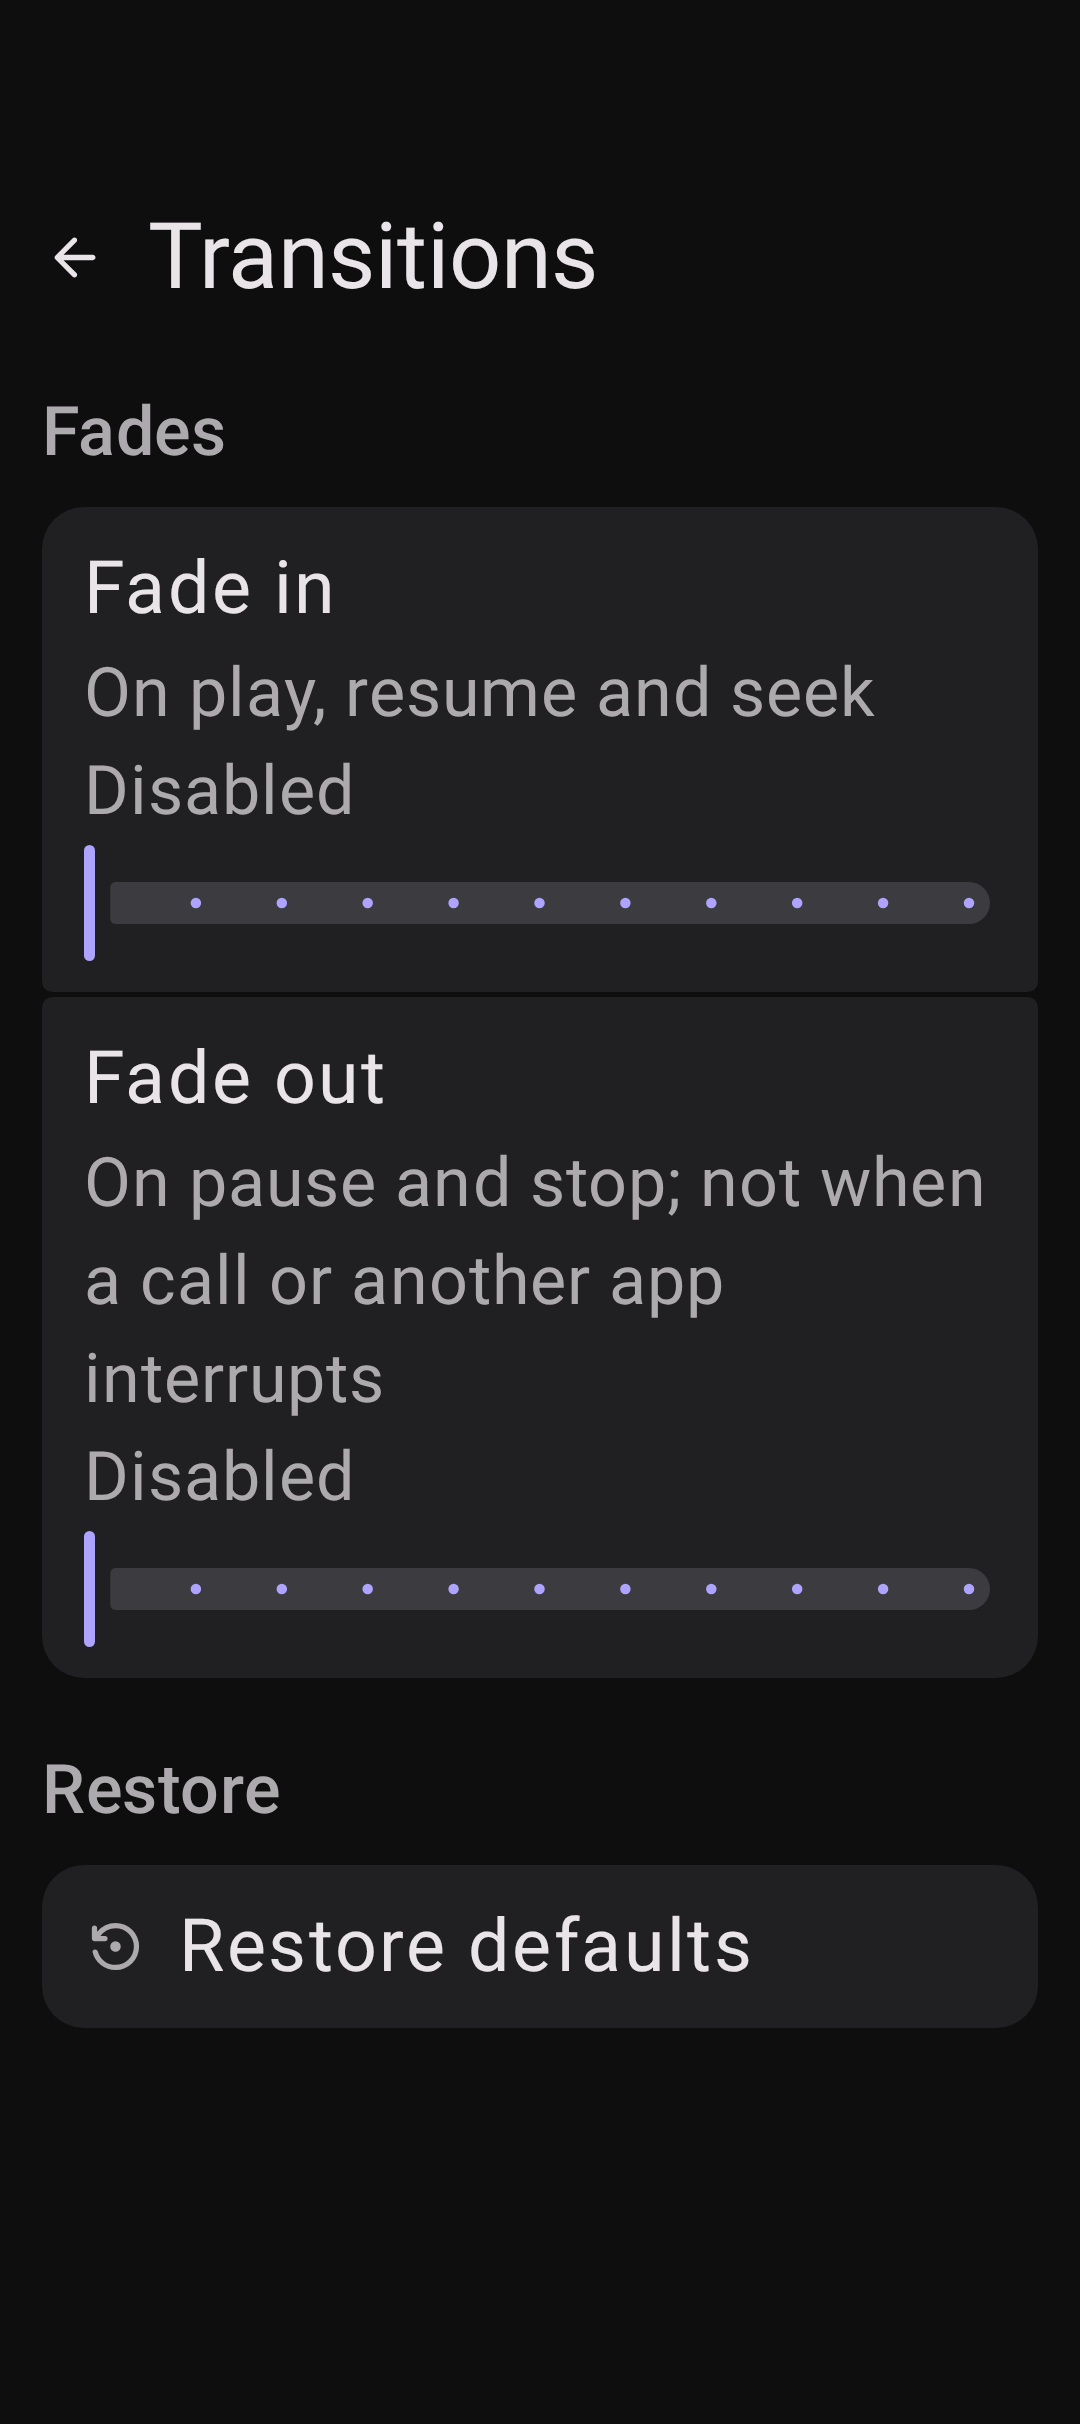 Transitions
Fades
Fade in
On play, resume and seek
Disabled
Fade out
On pause and stop; not when
a call or another app
interrupts
Disabled
Restore
Restore defaults